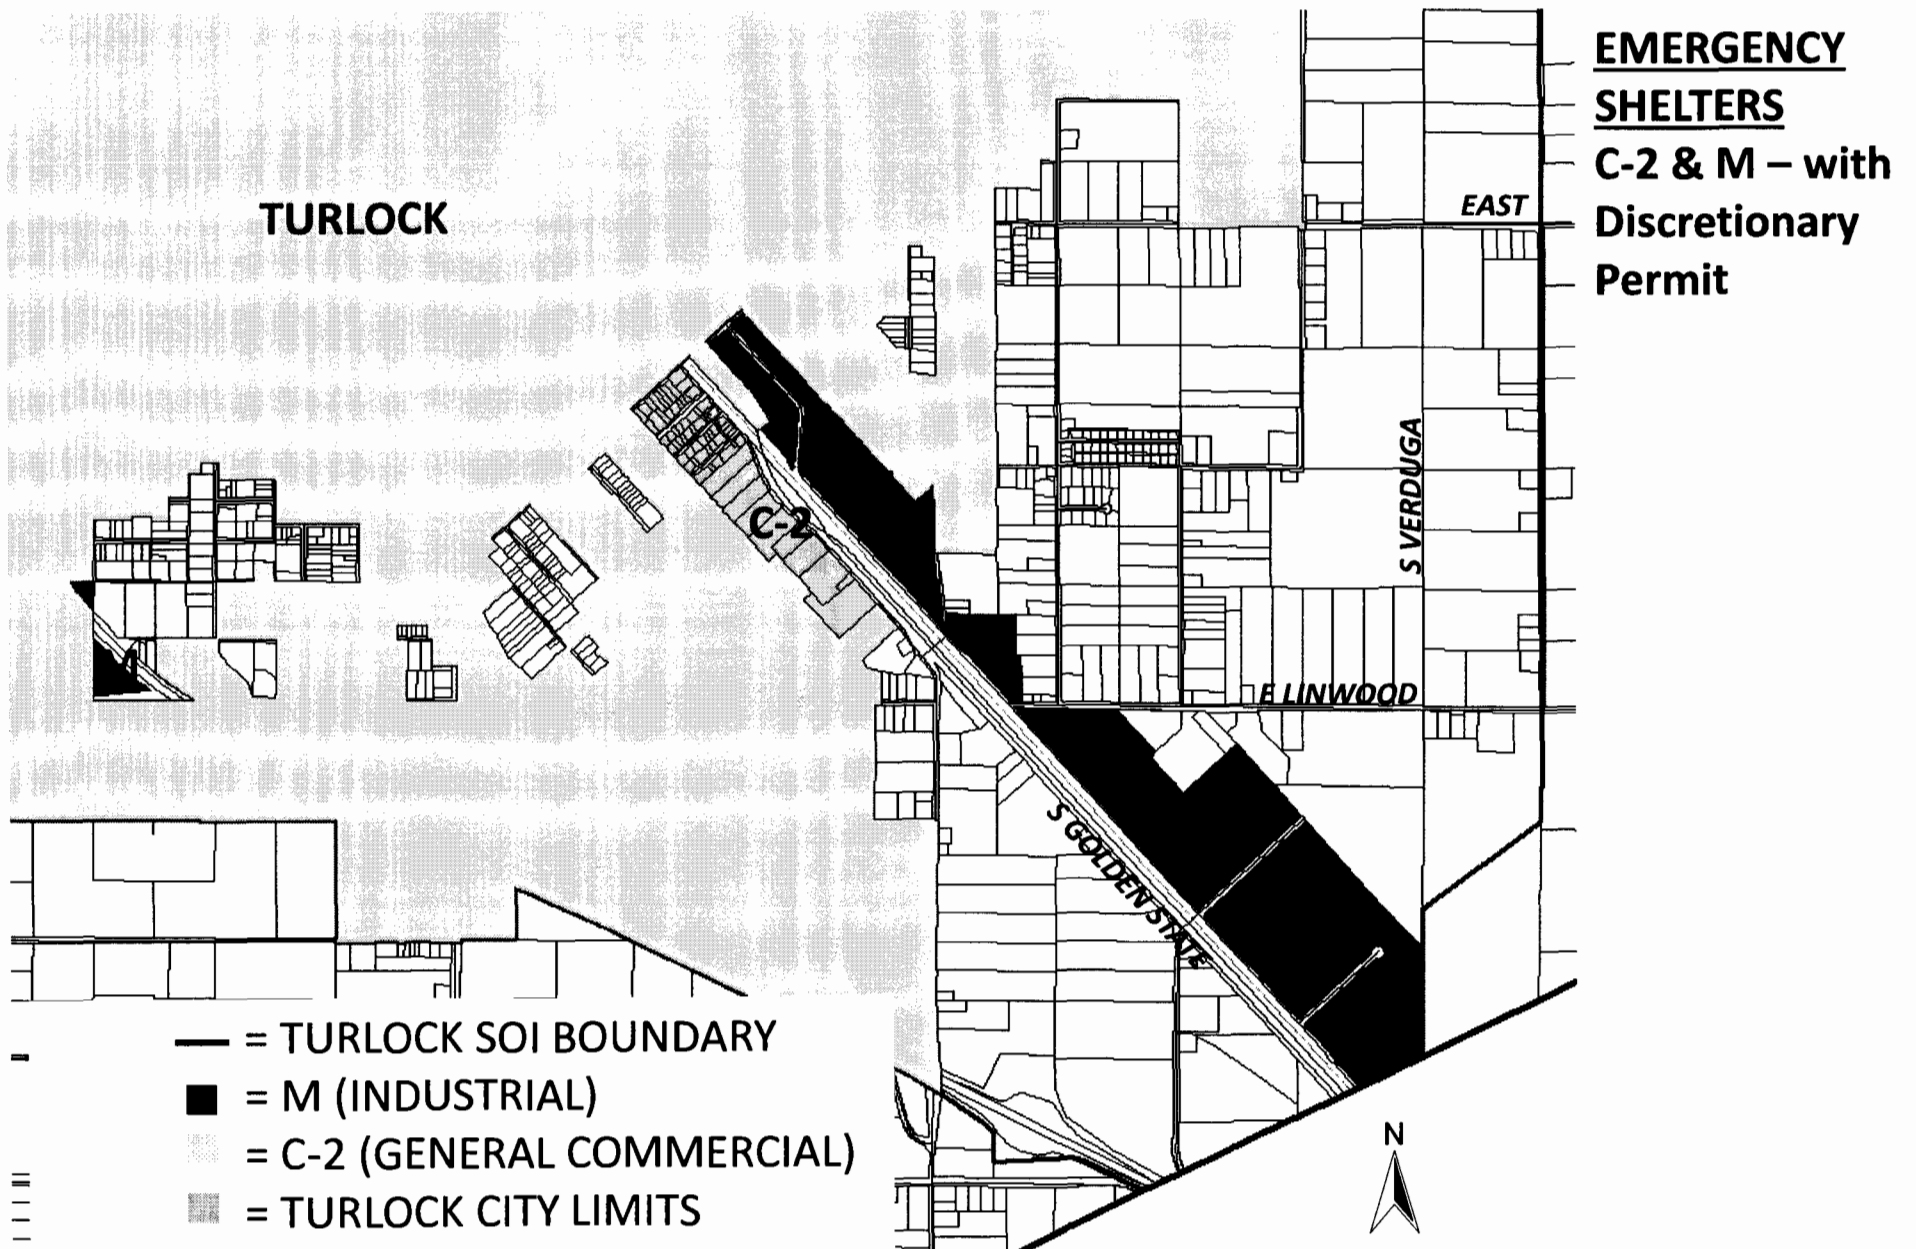 EMERGENCY
SHELTERS
C-2 & M – with
Discretionary
Permit
EAST
TURLOCK
S VERDUGA
C-2
E LINWOOD
S GOLDEN STATE
= TURLOCK SOI BOUNDARY
= M (INDUSTRIAL)
= C-2 (GENERAL COMMERCIAL)
= TURLOCK CITY LIMITS
N